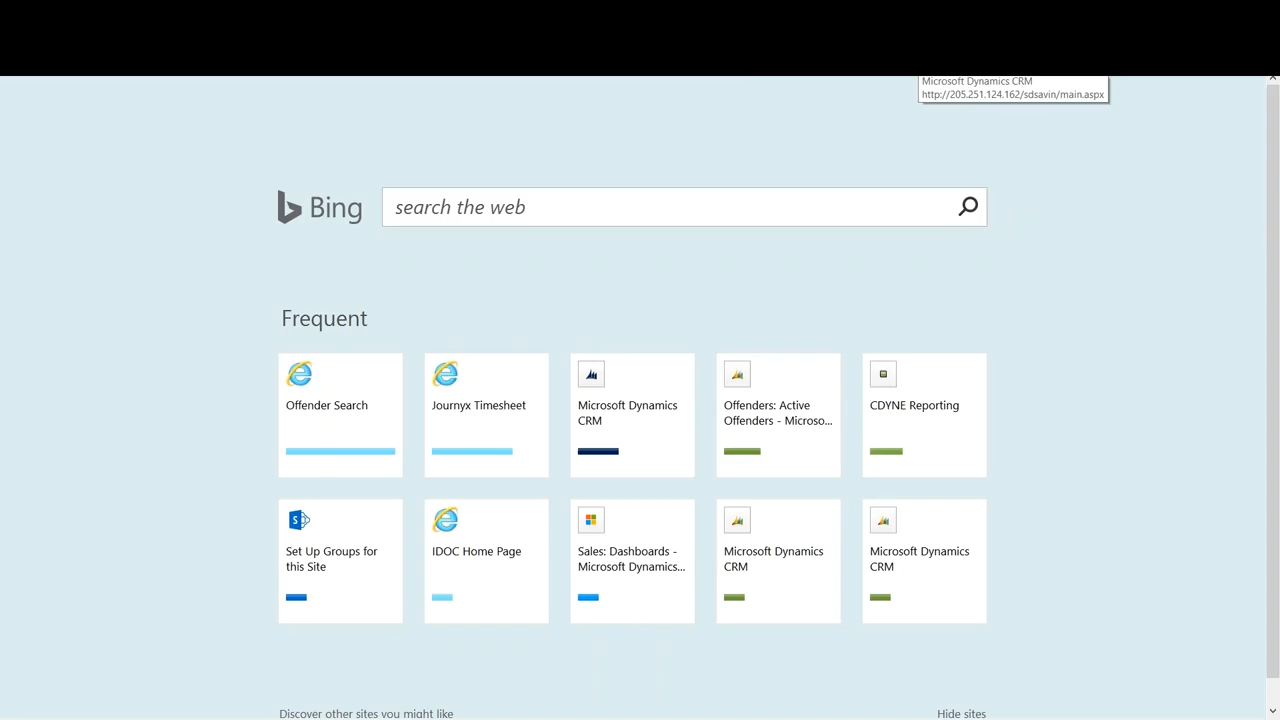 Microsoft Dynamics CRM
http://205.251.124.162/sdsavin/main.aspx
Bing
search the web
Frequent
Offender Search
Journyx Timesheet
Microsoft Dynamics
CRM
Offenders: Active
Offenders - Microso...
CDYNE Reporting
Set Up Groups for
this Site
IDOC Home Page
Sales: Dashboards -
Microsoft Dynamics...
Microsoft Dynamics
CRM
Microsoft Dynamics
CRM
Discover other sites you might like
Hide sites